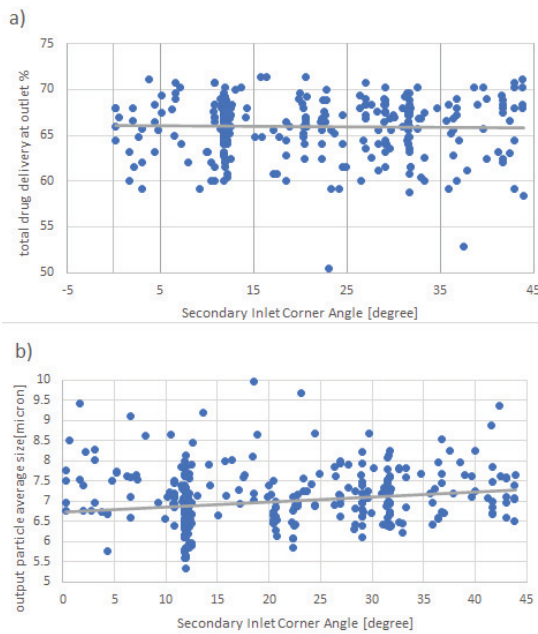 a)
total drug delivery at outlet %
75
70
65
60
55
50
-5 5 15 25 35 45
Secondary Inlet Corner Angle [degree]
b)
output particle average size[micron]
10
9.5
9
8.5
8
7.5
7
6.5
6
5.5
5
0 5 10 15 20 25 30 35 40 45
Secondary Inlet Corner Angle [degree]